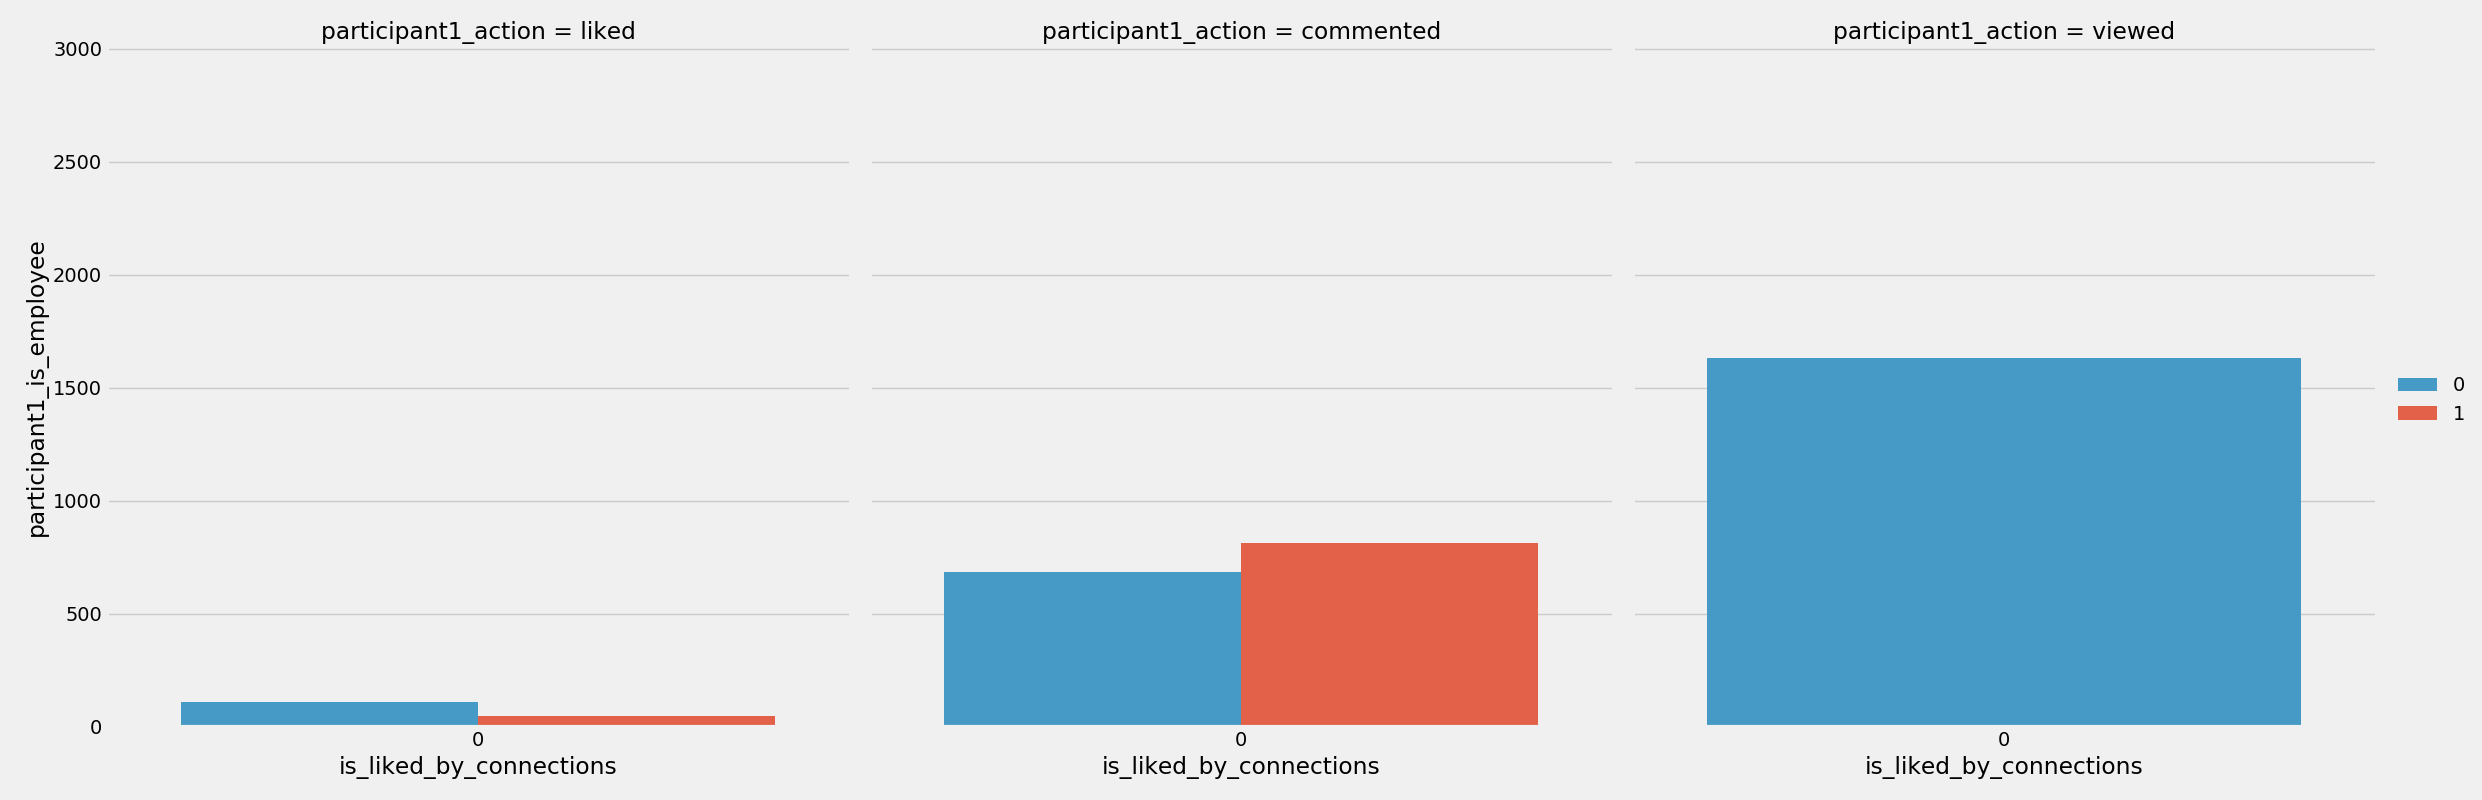 participant1_action = liked
participant1_action = commented
participant1_action = viewed
3000
2500
2000
1500
1000
500
0
participant1_is_employee
0
0
0
is_liked_by_connections
is_liked_by_connections
is_liked_by_connections
0
1